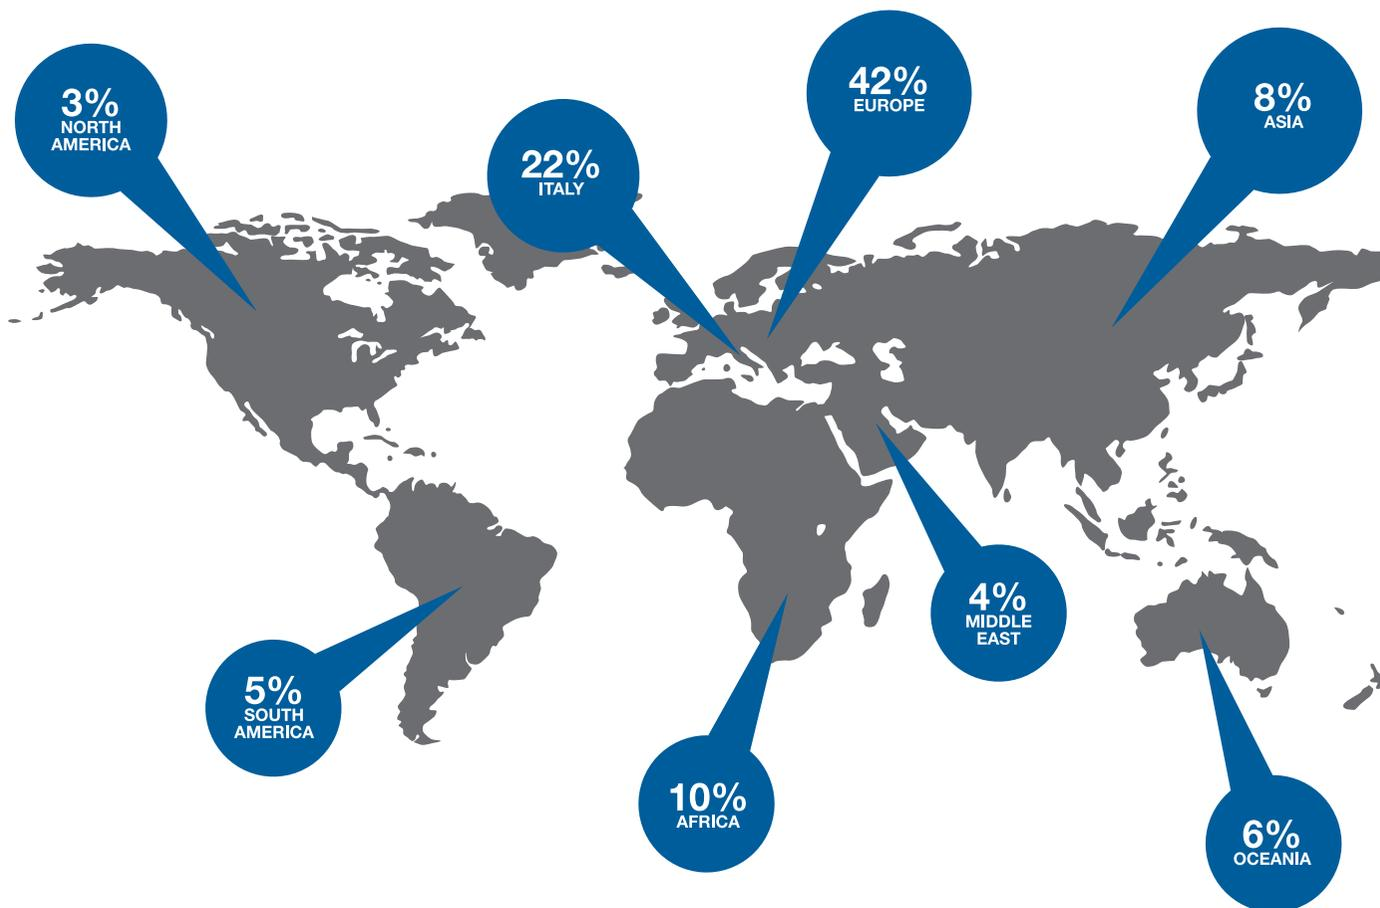 3%
NORTH
AMERICA
22%
ITALY
42%
EUROPE
8%
ASIA
5%
SOUTH
AMERICA
10%
AFRICA
4%
MIDDLE
EAST
6%
OCEANIA